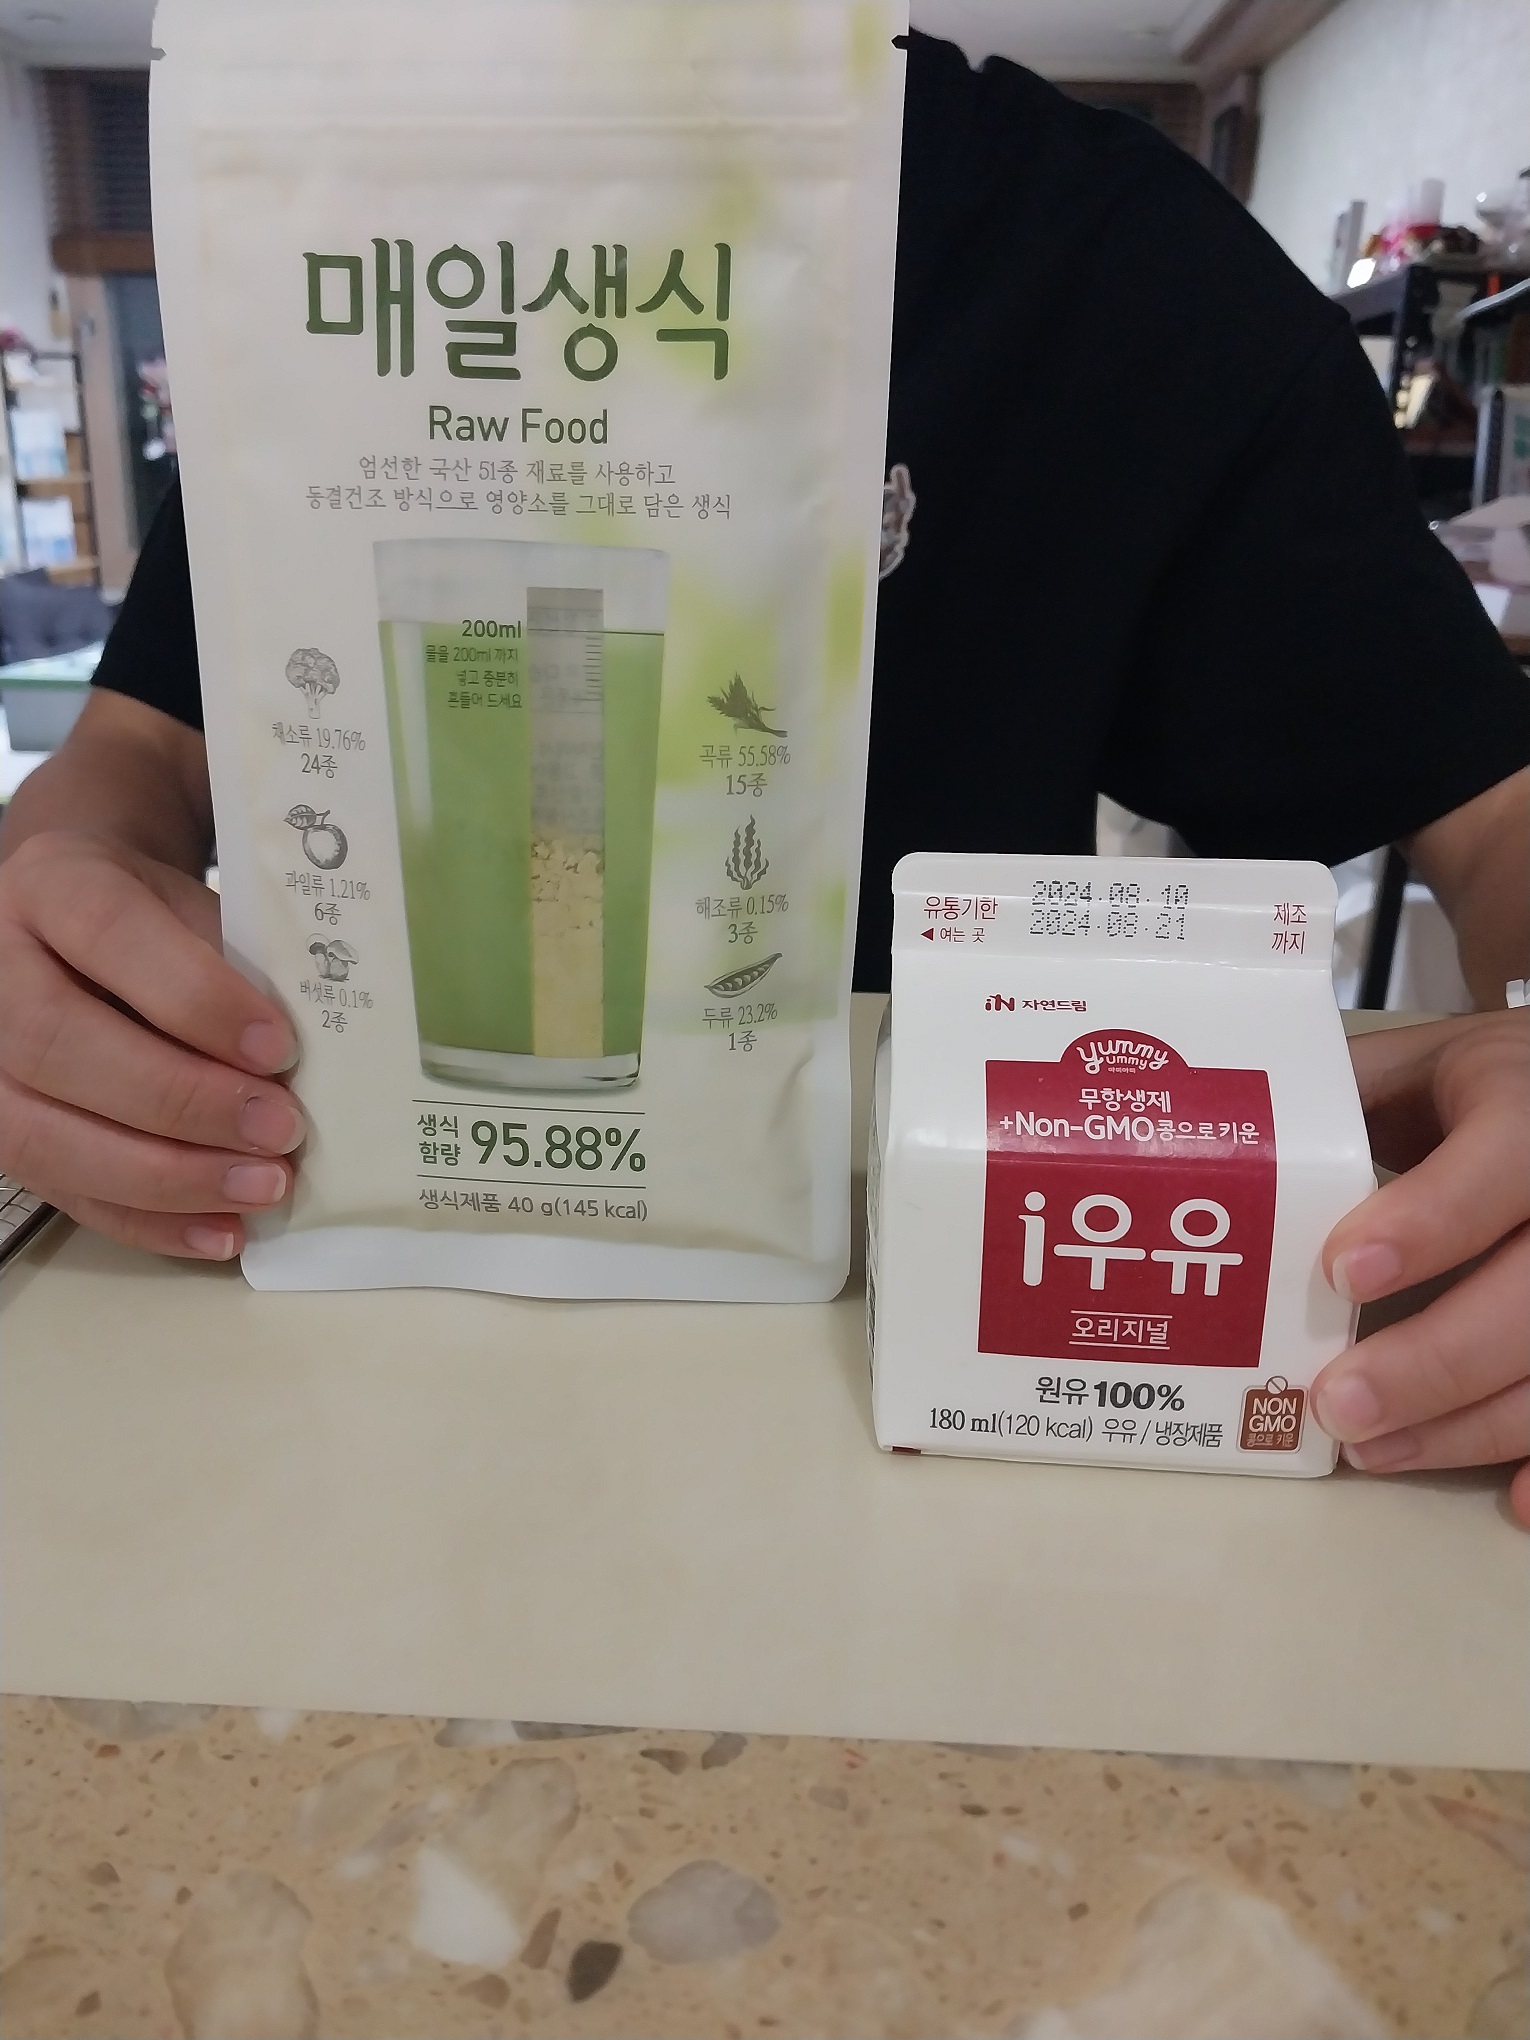 매일생식
Raw Food
엄선한 국산 51종 재료를 사용하고
동결건조 방식으로 영양소를 그대로 담은 생식
200ml
물을 200ml 까지
넣고 충분히
흔들어 드세요
채소류 19.76%
24종
과일류 1.21%
6종
버섯류 0.1%
2종
곡류 55.58%
15종
해조류 0.15%
3종
두류 23.2%
1종
생식
함량 95.88%
생식제품 40 g(145 kcal)
유통기한 2024.08.10 제조
◀ 여는 곳 2024.08.21 까지
iN 자연드림
yummy
ummy
야미야미
무항생제
+Non-GMO콩으로키운
i우유
오리지널
원유100%
180 ml(120 kcal) 우유 / 냉장제품
NON
GMO
콩으로 키운